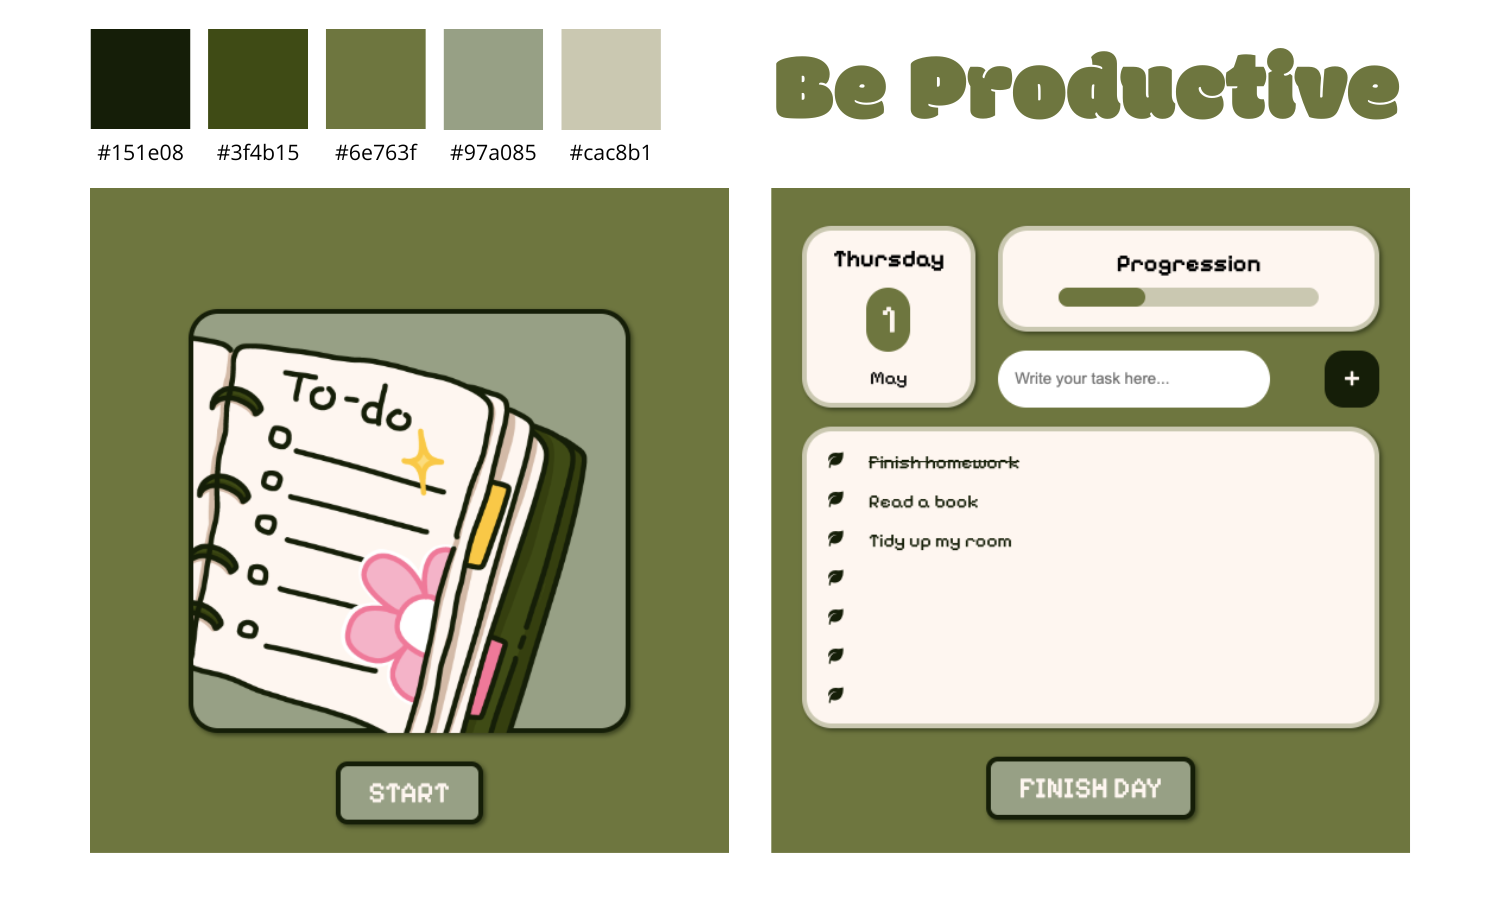 #151e08 #3f4b15 #6e763f #97a085 #cac8b1
Be Productive
To-do
START
Thursday
1
May
Progression
Write your task here...
+
Finish homework
Read a book
Tidy up my room
FINISH DAY